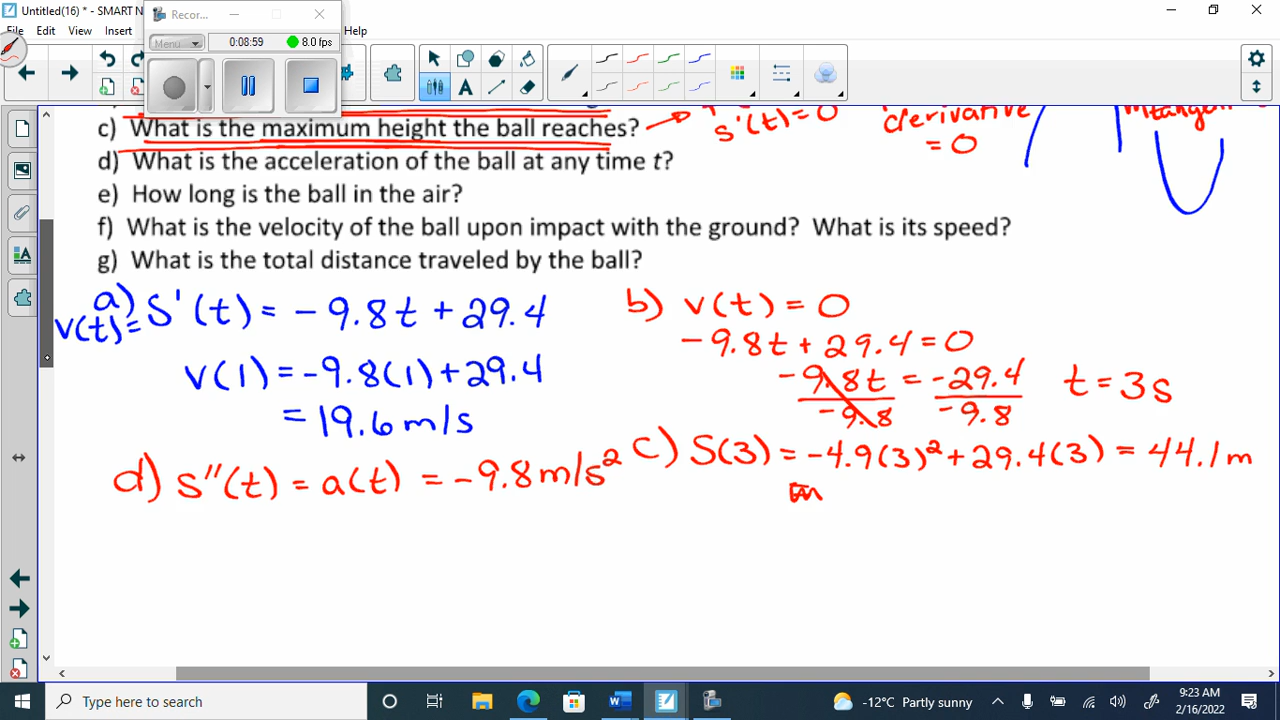 Untitled(16) * - SMART N
Recor...
File Edit View Insert Help
Menu 0:08:59 8.0 fps
c) What is the maximum height the ball reaches?
s'(t) = 0
derivative
= 0
d) What is the acceleration of the ball at any time t?
e) How long is the ball in the air?
f) What is the velocity of the ball upon impact with the ground? What is its speed?
g) What is the total distance traveled by the ball?
a) s'(t) = -9.8t + 29.4
v(t) =
v(1) = -9.8(1) + 29.4
= 19.6 m/s
b) v(t) = 0
-9.8t + 29.4 = 0
-9.8t = -29.4 t = 3s
-9.8 -9.8
c) S(3) = -4.9(3)² + 29.4(3) = 44.1 m
d) s''(t) = a(t) = -9.8 m/s²
Type here to search
-12°C Partly sunny
9:23 AM
2/16/2022